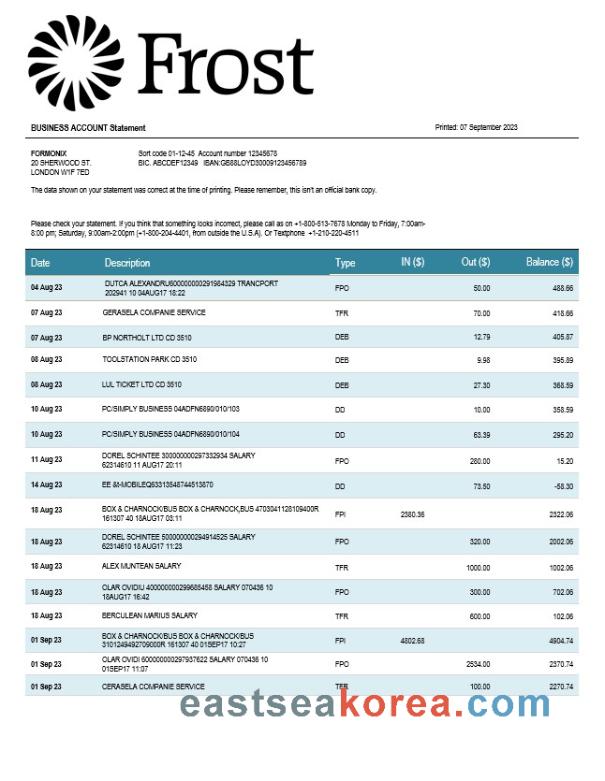 Frost
BUSINESS ACCOUNT Statement Printed: 07 September 2023
FORMONIX Sort code 01-12-45 Account number 12345678
20 SHERWOOD ST. BIC. ABCDEF12349 IBAN:GB88LOYD30009123456789
LONDON W1F 7ED
The data shown on your statement was correct at the time of printing. Please remember, this isn't an official bank copy.
Please check your statement. If you think that something looks incorrect, please call as on +1-800-513-7678 Monday to Friday, 7:00am-
8:00 pm; Saturday, 9:00am-2:00pm (+1-800-204-4401, from outside the U.S.A). Or Textphone +1-210-220-4511
Date Description Type IN ($) Out ($) Balance ($)
04 Aug 23 DUTCA ALEXANDRU600000000291984329 TRANCPORT FPO 50.00 488.66
202941 10 04AUG17 18:22
07 Aug 23 GERASELA COMPANIE SERVICE TFR 70.00 418.66
07 Aug 23 BP NORTHOLT LTD CD 3510 DEB 12.79 405.87
08 Aug 23 TOOLSTATION PARK CD 3510 DEB 9.98 395.89
08 Aug 23 LUL TICKET LTD CD 3510 DEB 27.30 368.59
10 Aug 23 PC/SIMPLY BUSINESS 04ADFN6890/010/103 DD 10.00 358.59
10 Aug 23 PC/SIMPLY BUSINESS 04ADFN6890/010/104 DD 63.39 295.20
11 Aug 23 DOREL SCHINTEE 300000000297332934 SALARY FPO 280.00 15.20
62314610 11 AUG17 20:11
14 Aug 23 EE &t-MOBILEQ63313548744513870 DD 73.50 -58.30
18 Aug 23 BOX & CHARNOCK/BUS BOX & CHARNOCK,BUS 4703041128109400R FPI 2380.36 2322.06
161307 40 18AUG17 03:11
18 Aug 23 DOREL SCHINTEE 500000000294914525 SALARY FPO 320.00 2002.06
62314610 18 AUG17 11:23
18 Aug 23 ALEX MUNTEAN SALARY TFR 1000.00 1002.06
18 Aug 23 OLAR OVIDIU 400000000299688458 SALARY 070436 10 FPO 300.00 702.06
18AUG17 16:42
18 Aug 23 BERCULEAN MARIUS SALARY TFR 600.00 102.06
01 Sep 23 BOX & CHARNOCK/BUS BOX & CHARNOCK/BUS FPI 4802.68 4904.74
3101249492709000R 161307 40 01SEP17 10:27
01 Sep 23 OLAR OVIDI 600000000297937622 SALARY 070436 10 FPO 2534.00 2370.74
01SEP17 11:07
01 Sep 23 CERASELA COMPANIE SERVICE TFR 100.00 2270.74
eastseakorea.com